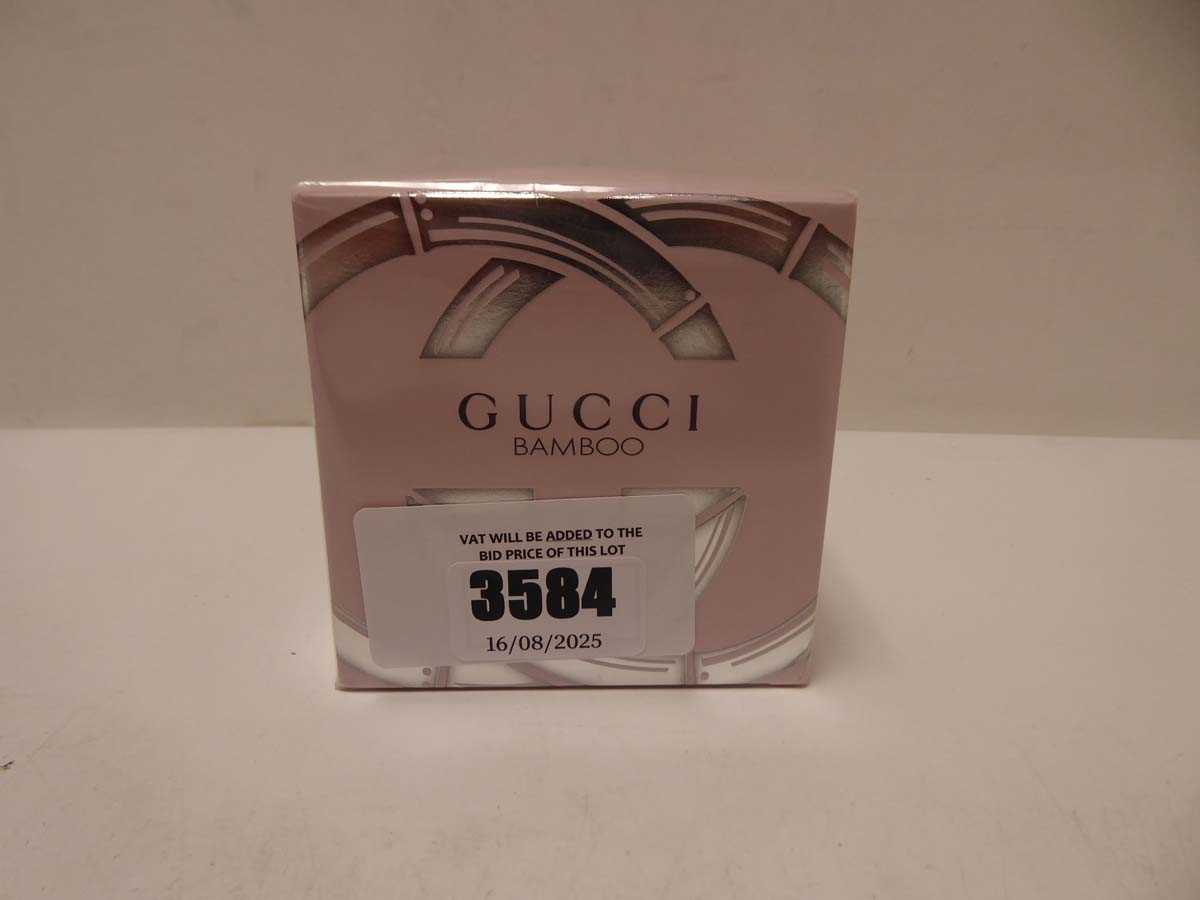 GUCCI
BAMBOO
VAT WILL BE ADDED TO THE
BID PRICE OF THIS LOT
3584
16/08/2025